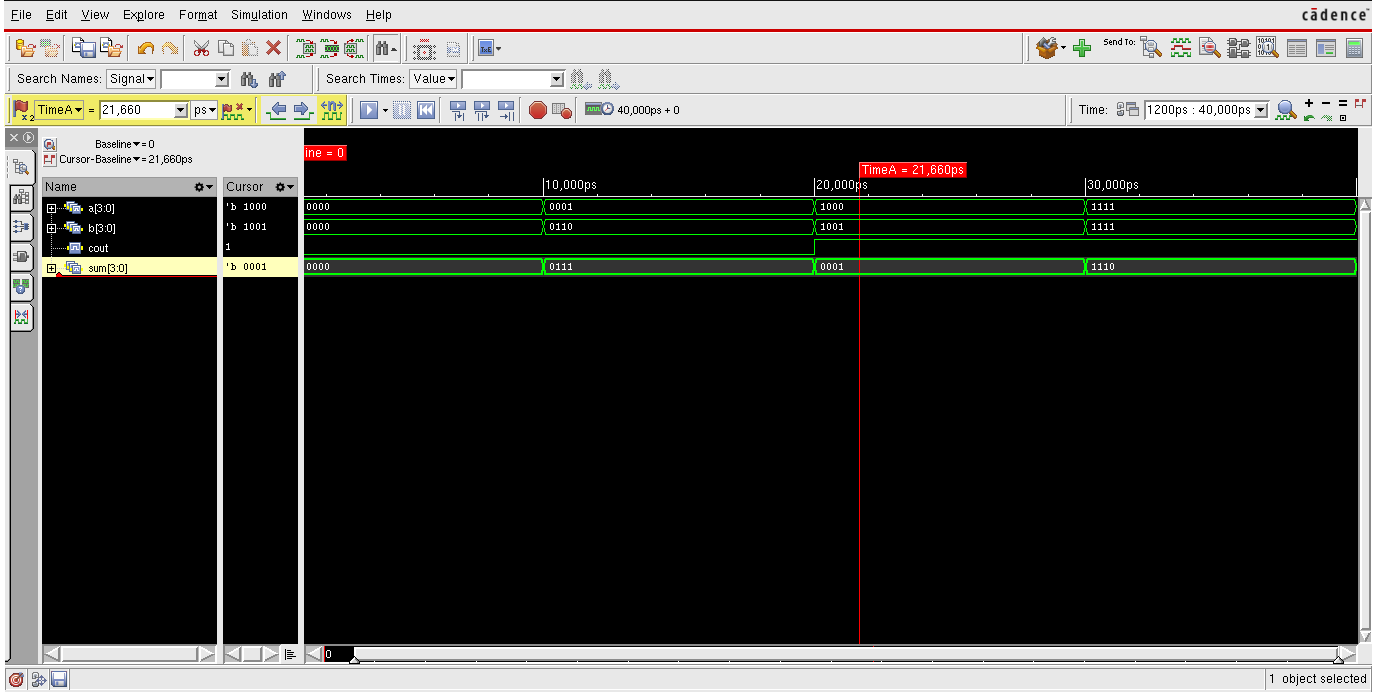 File Edit View Explore Format Simulation Windows Help cādence
Send To:
Search Names: Signal Search Times: Value
x2 TimeA = 21,660 ps 40,000ps + 0 Time: 1200ps : 40,000ps
Baseline = 0
Cursor-Baseline = 21,660ps
ine = 0
TimeA = 21,660ps
Name Cursor 10,000ps 20,000ps 30,000ps
a[3:0] 'b 1000 0000 0001 1000 1111
b[3:0] 'b 1001 0000 0110 1001 1111
cout 1
sum[3:0] 'b 0001 0000 0111 0001 1110
0
1 object selected